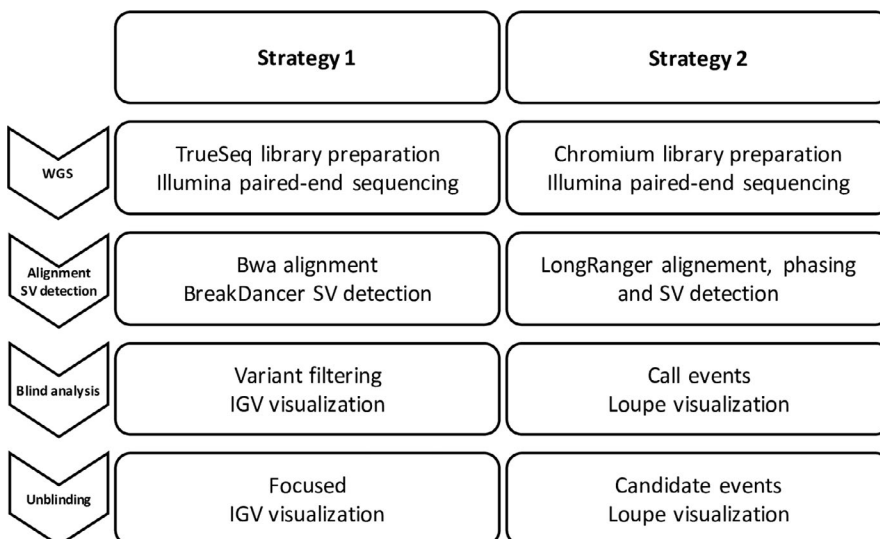 Strategy 1
Strategy 2
WGS
TrueSeq library preparation
Illumina paired-end sequencing
Chromium library preparation
Illumina paired-end sequencing
Alignment
SV detection
Bwa alignment
BreakDancer SV detection
LongRanger alignement, phasing
and SV detection
Blind analysis
Variant filtering
IGV visualization
Call events
Loupe visualization
Unblinding
Focused
IGV visualization
Candidate events
Loupe visualization